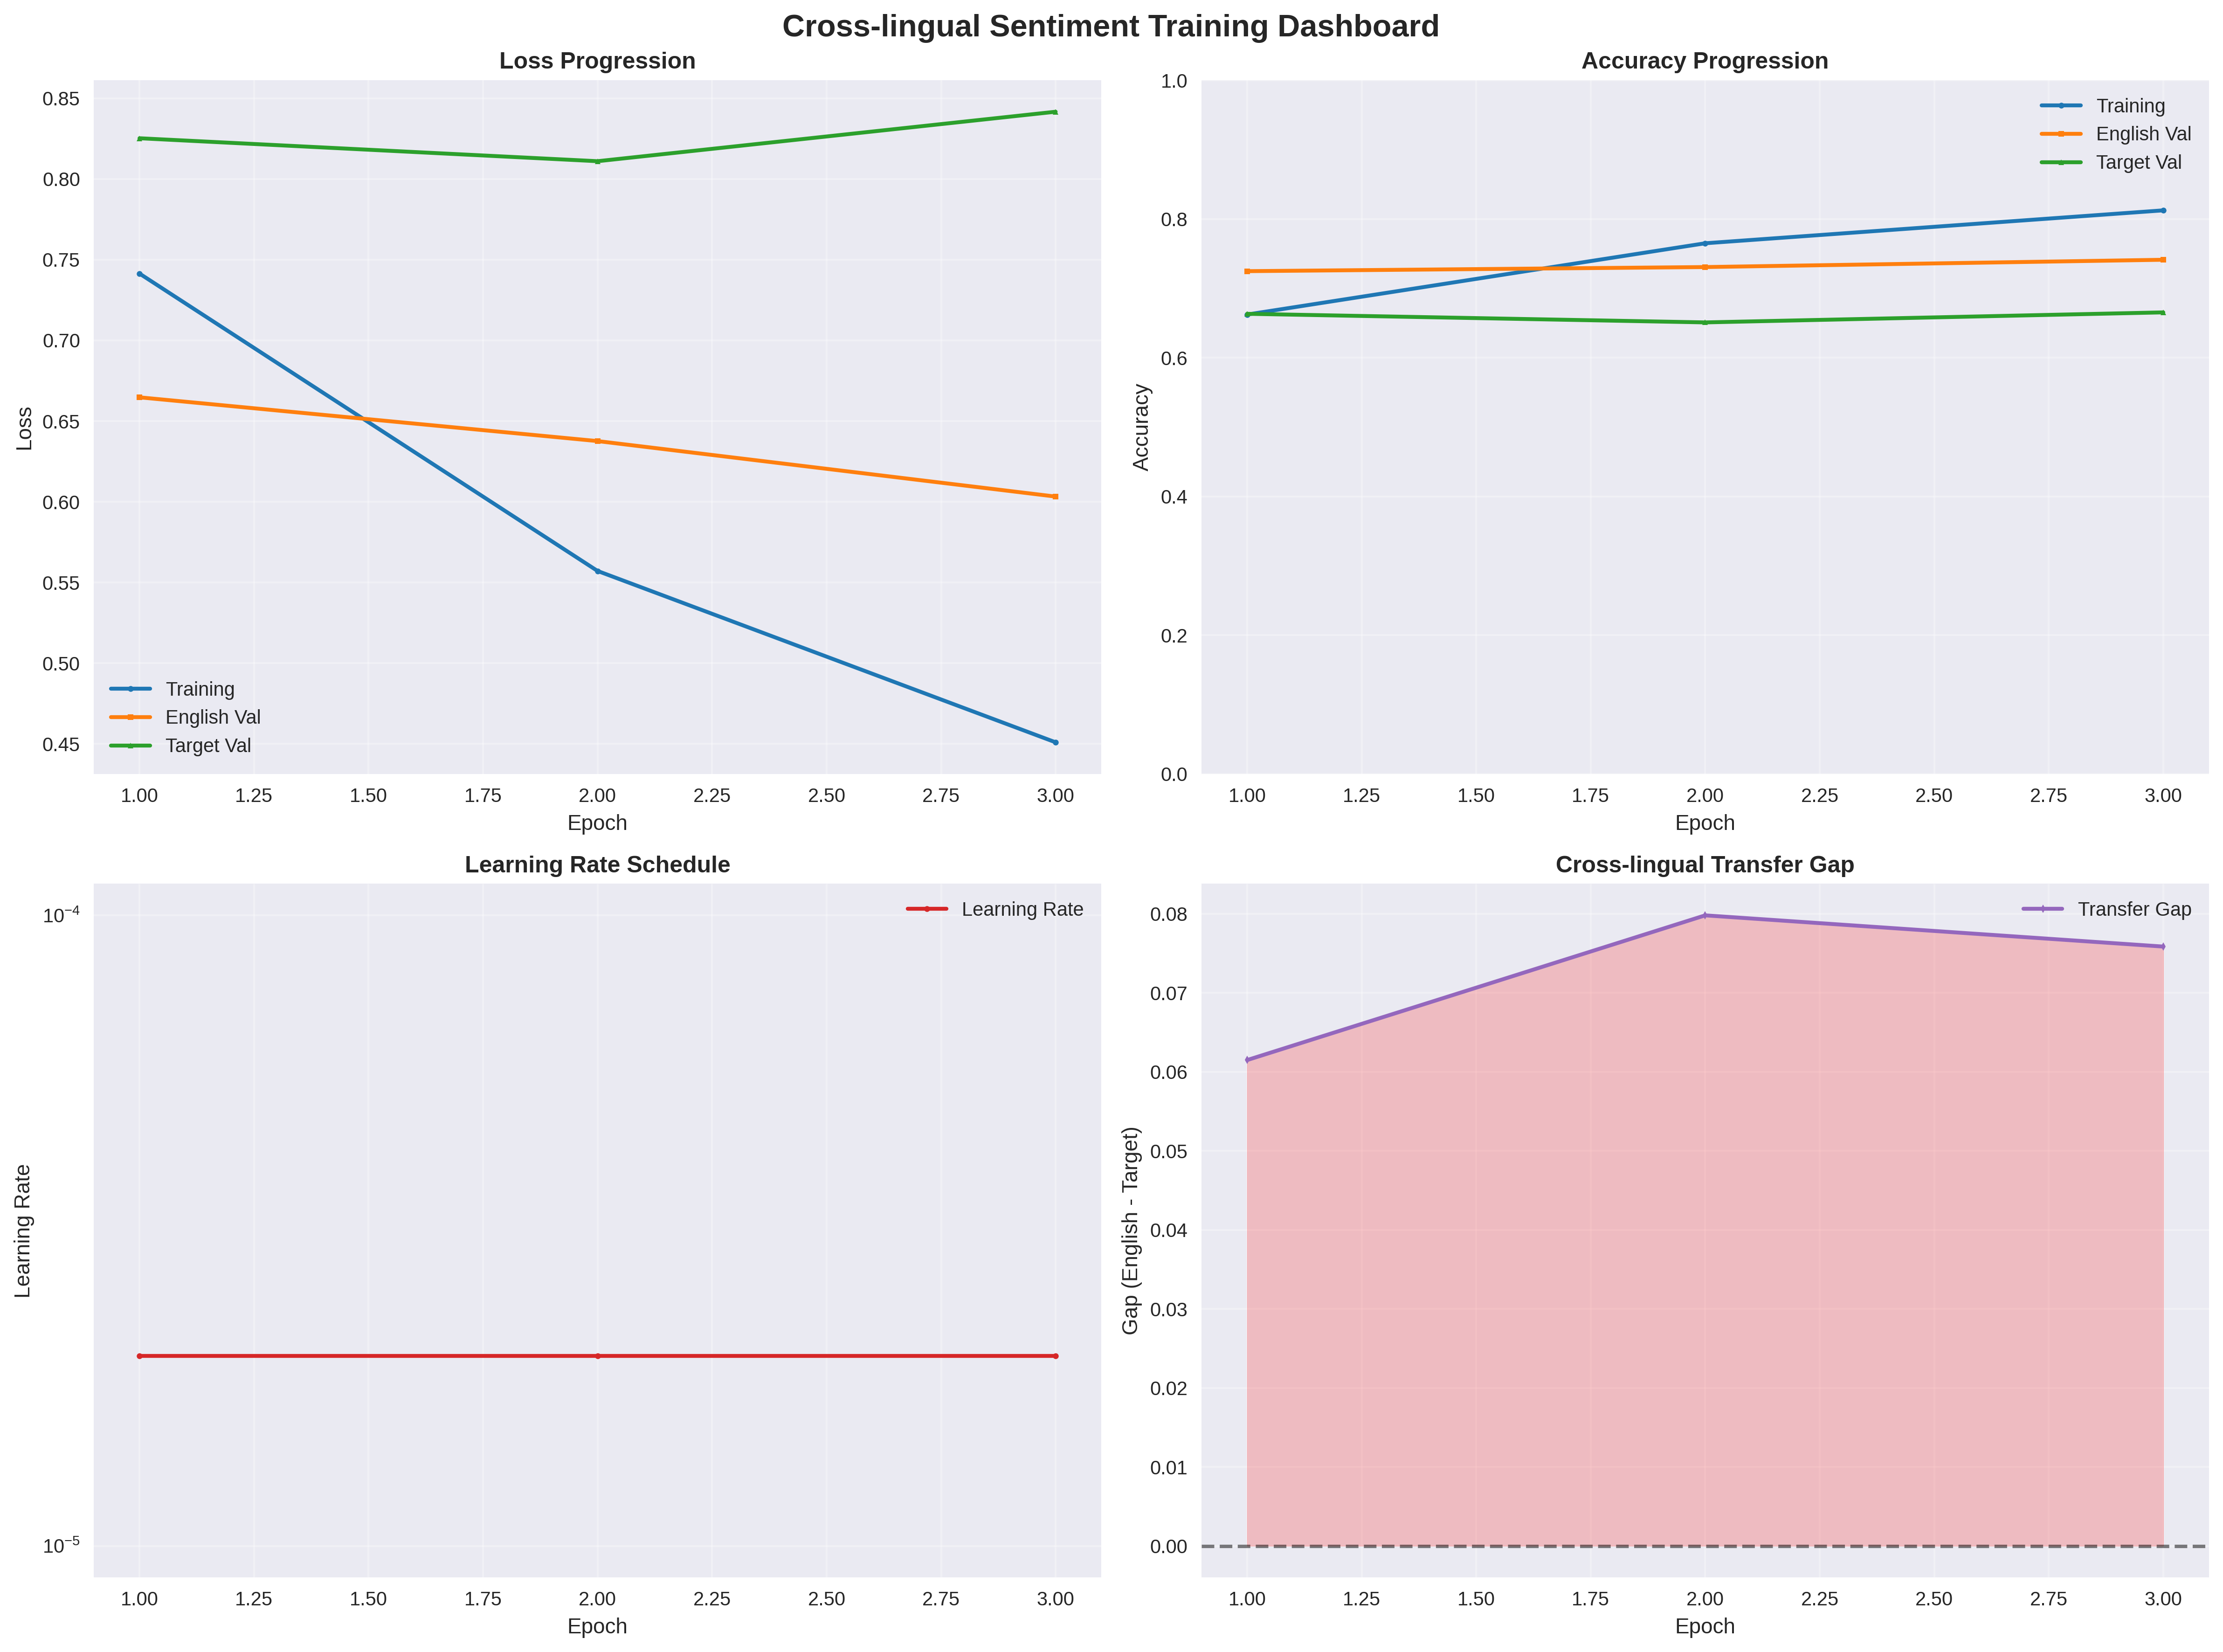 Cross-lingual Sentiment Training Dashboard
Loss Progression
0.85
0.80
0.75
0.70
0.65
0.60
0.55
0.50
0.45
Loss
Training
English Val
Target Val
1.00 1.25 1.50 1.75 2.00 2.25 2.50 2.75 3.00
Epoch
Accuracy Progression
1.0
0.8
0.6
0.4
0.2
0.0
Accuracy
Training
English Val
Target Val
1.00 1.25 1.50 1.75 2.00 2.25 2.50 2.75 3.00
Epoch
Learning Rate Schedule
10⁻⁴
10⁻⁵
Learning Rate
Learning Rate
1.00 1.25 1.50 1.75 2.00 2.25 2.50 2.75 3.00
Epoch
Cross-lingual Transfer Gap
0.08
0.07
0.06
0.05
0.04
0.03
0.02
0.01
0.00
Gap (English - Target)
Transfer Gap
1.00 1.25 1.50 1.75 2.00 2.25 2.50 2.75 3.00
Epoch